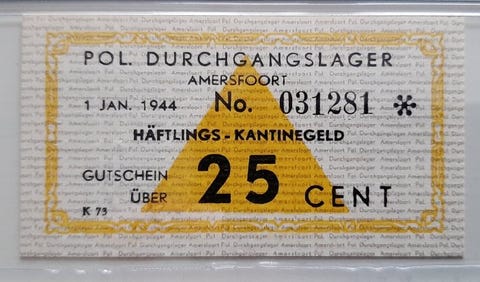 POL. DURCHGANGSLAGER
AMERSFOORT
1 JAN. 1944 No. 031281 *
HÄFTLINGS - KANTINEGELD
GUTSCHEIN
ÜBER 25 CENT
K 73